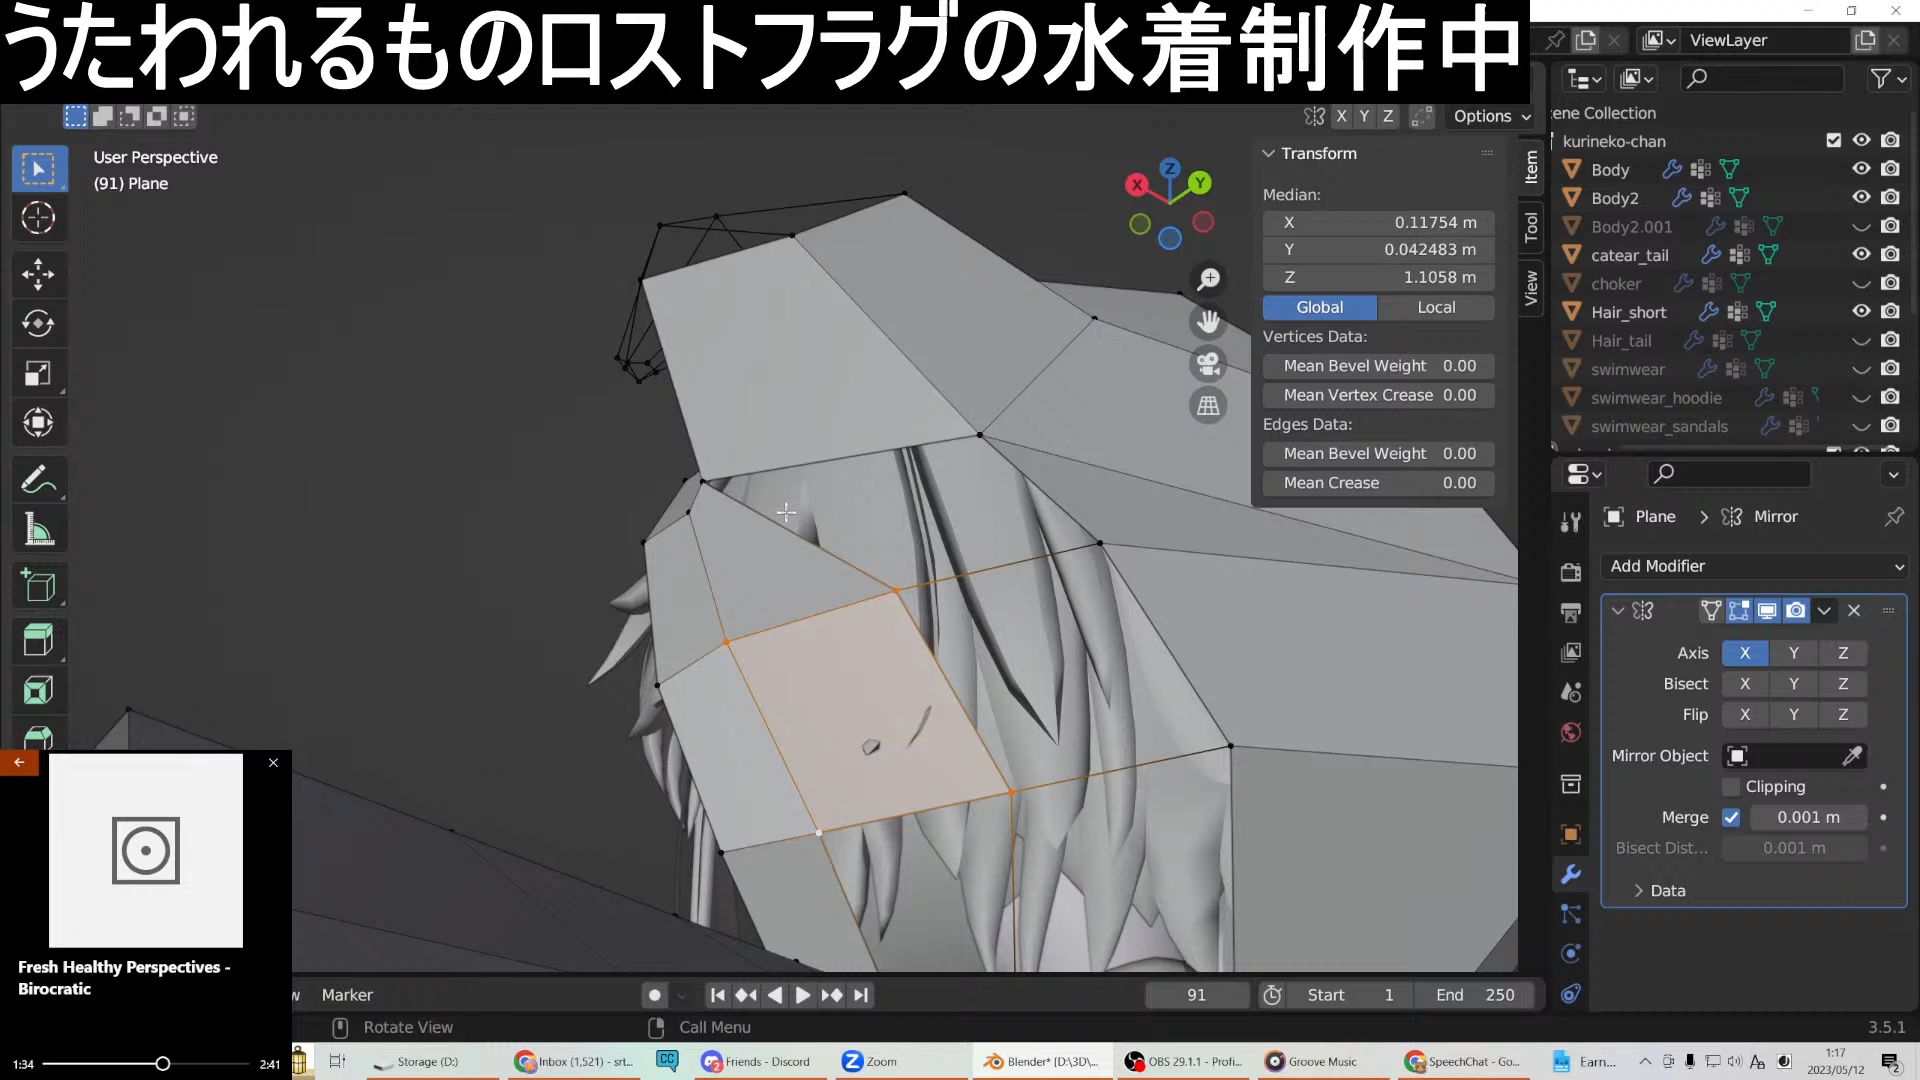 うたわれるものロストフラグの水着制作中
ViewLayer
X Y Z
Options
User Perspective
(91) Plane
Transform
Median:
X 0.11754 m
Y 0.042483 m
Z 1.1058 m
Global Local
Vertices Data:
Mean Bevel Weight 0.00
Mean Vertex Crease 0.00
Edges Data:
Mean Bevel Weight 0.00
Mean Crease 0.00
Item
Tool
View
X
Y
Z
ene Collection
kurineko-chan
Body
Body2
Body2.001
catear_tail
choker
Hair_short
Hair_tail
swimwear
swimwear_hoodie
swimwear_sandals
Plane > Mirror
Add Modifier
Axis X Y Z
Bisect X Y Z
Flip X Y Z
Mirror Object
Clipping
Merge 0.001 m
Bisect Dist... 0.001 m
Data
Fresh Healthy Perspectives -
Birocratic
1:34 2:41
Marker
91
Start 1
End 250
Rotate View
Call Menu
3.5.1
Storage (D:)
Inbox (1,521) - srt...
CC
Friends - Discord
Zoom
Blender* [D:\3D\...
OBS 29.1.1 - Profi...
Groove Music
SpeechChat - Go...
Earn...
1:17
2023/05/12
2